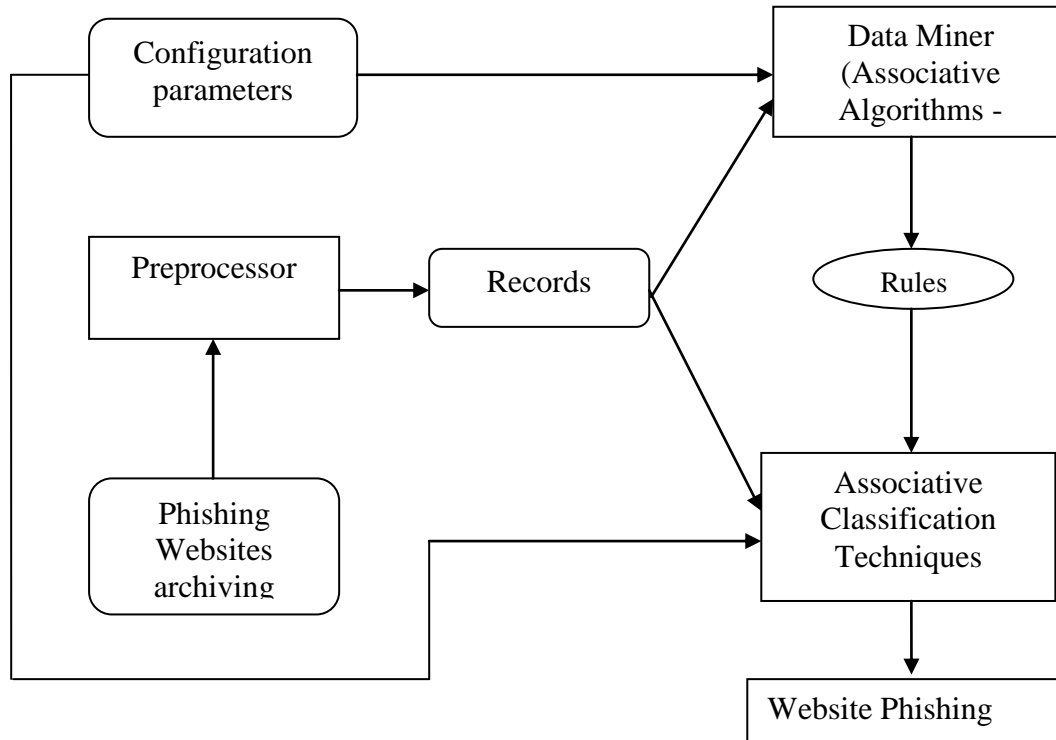 Configuration
parameters
Data Miner
(Associative
Algorithms -
Preprocessor
Records
Rules
Phishing
Websites
archiving
Associative
Classification
Techniques
Website Phishing